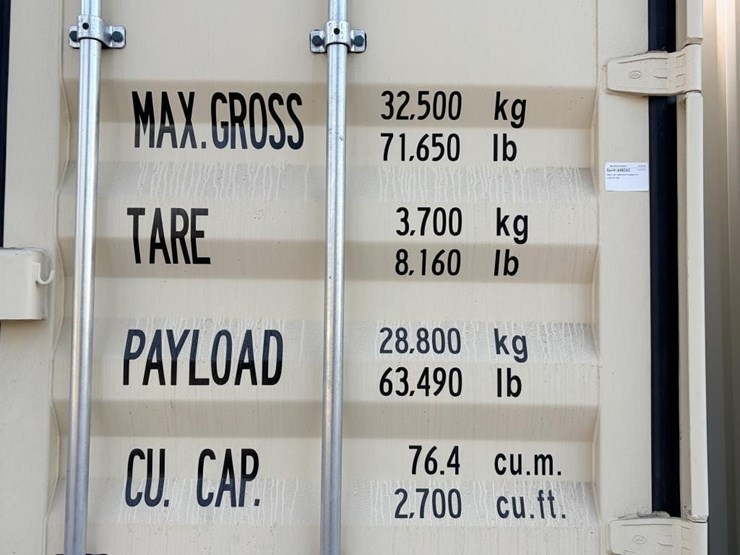 MAX.GROSS 32,500 kg
71,650 lb
TARE 3,700 kg
8,160 lb
PAYLOAD 28,800 kg
63,490 lb
CU. CAP. 76.4 cu.m.
2,700 cu.ft.